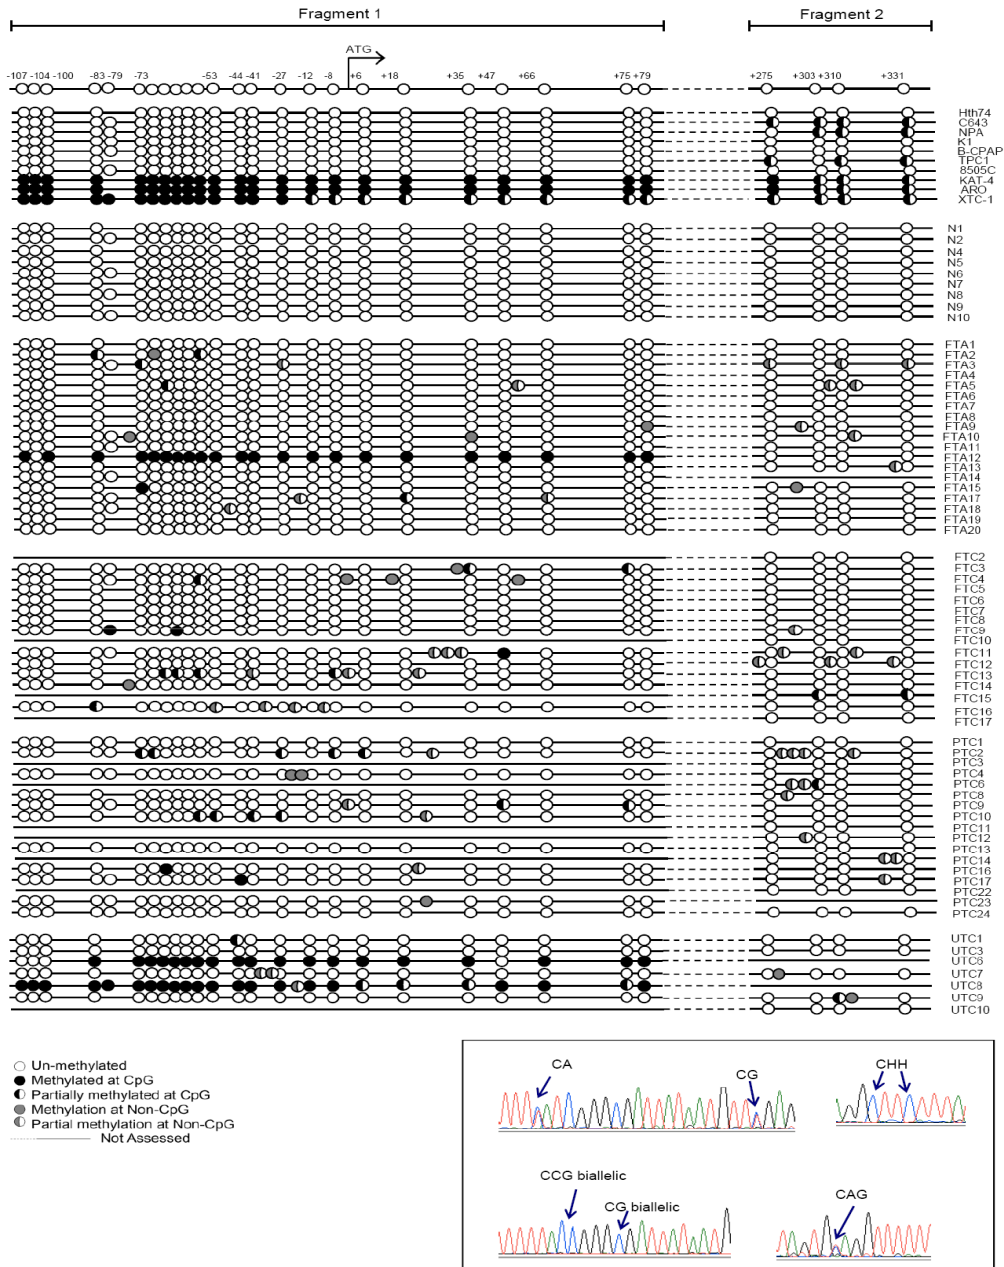 Fragment 1 Fragment 2
ATG
-107 -104 -100 -83 -79 -73 -53 -44 -41 -27 -12 -8 +6 +18 +35 +47 +66 +75 +79 +275 +303 +310 +331
Hth74
C643
NPA
K1
B-CPAP
TPC1
8505C
KAT-4
ARO
XTC-1
N1
N2
N4
N5
N6
N7
N8
N9
N10
FTA1
FTA2
FTA3
FTA4
FTA5
FTA6
FTA7
FTA8
FTA9
FTA10
FTA11
FTA12
FTA13
FTA14
FTA15
FTA17
FTA18
FTA19
FTA20
FTC2
FTC3
FTC4
FTC5
FTC6
FTC7
FTC8
FTC9
FTC10
FTC11
FTC12
FTC13
FTC14
FTC15
FTC16
FTC17
PTC1
PTC2
PTC3
PTC4
PTC6
PTC8
PTC9
PTC10
PTC11
PTC12
PTC13
PTC14
PTC16
PTC17
PTC22
PTC23
PTC24
UTC1
UTC3
UTC6
UTC7
UTC8
UTC9
UTC10
Un-methylated
Methylated at CpG
Partially methylated at CpG
Methylation at Non-CpG
Partial methylation at Non-CpG
Not Assessed
CA CG CHH
CCG biallelic
CG biallelic
CAG